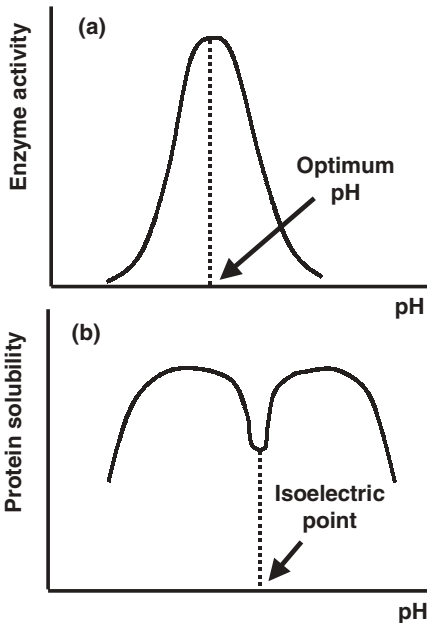 (a)
Enzyme activity
Optimum
pH
pH
(b)
Protein solubility
Isoelectric
point
pH